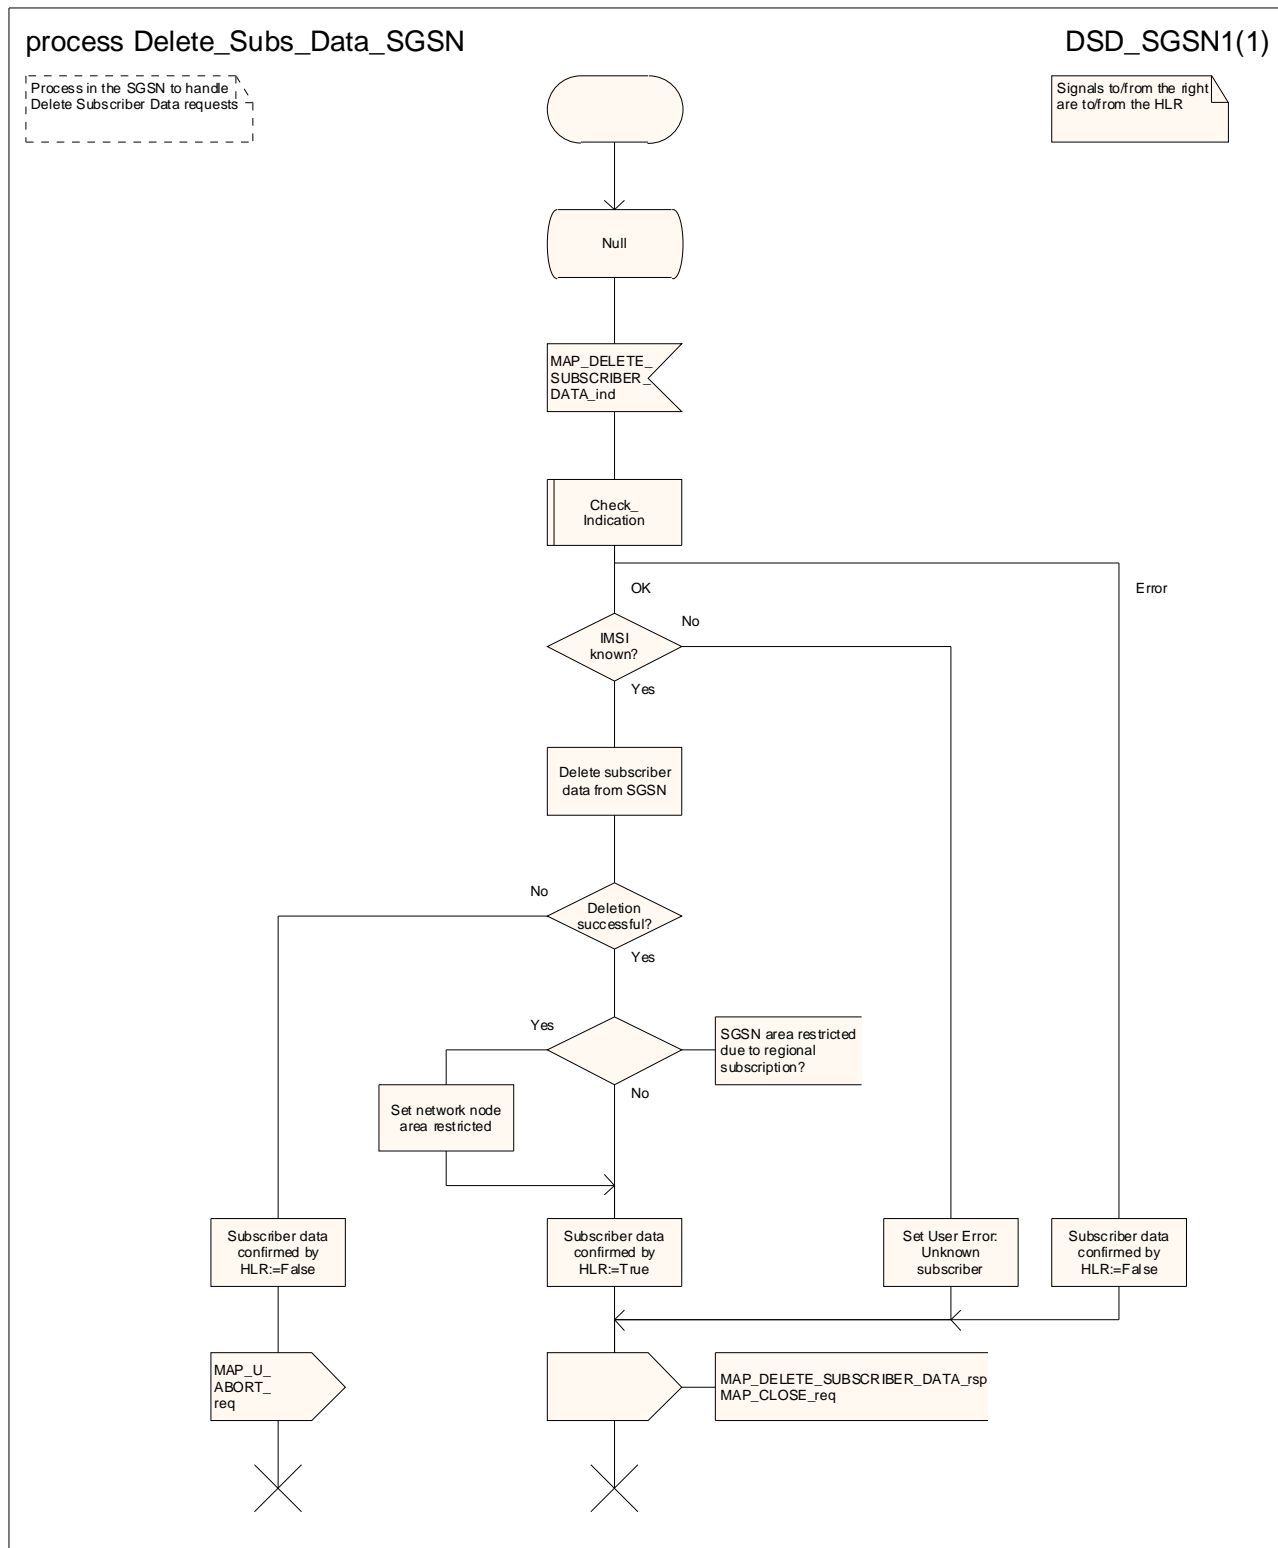 process Delete_Subs_Data_SGSN
DSD_SGSN1(1)
Process in the SGSN to handle
Delete Subscriber Data requests
Signals to/from the right
are to/from the HLR
Null
MAP_DELETE_
SUBSCRIBER_
DATA_ind
Check_
Indication
OK
Error
IMSI
known?
No
Yes
Delete subscriber
data from SGSN
No
Deletion
successful?
Yes
Yes
SGSN area restricted
due to regional
subscription?
No
Set network node
area restricted
Subscriber data
confirmed by
HLR:=False
Subscriber data
confirmed by
HLR:=True
Set User Error:
Unknown
subscriber
Subscriber data
confirmed by
HLR:=False
MAP_U_
ABORT_
req
MAP_DELETE_SUBSCRIBER_DATA_rsp
MAP_CLOSE_req